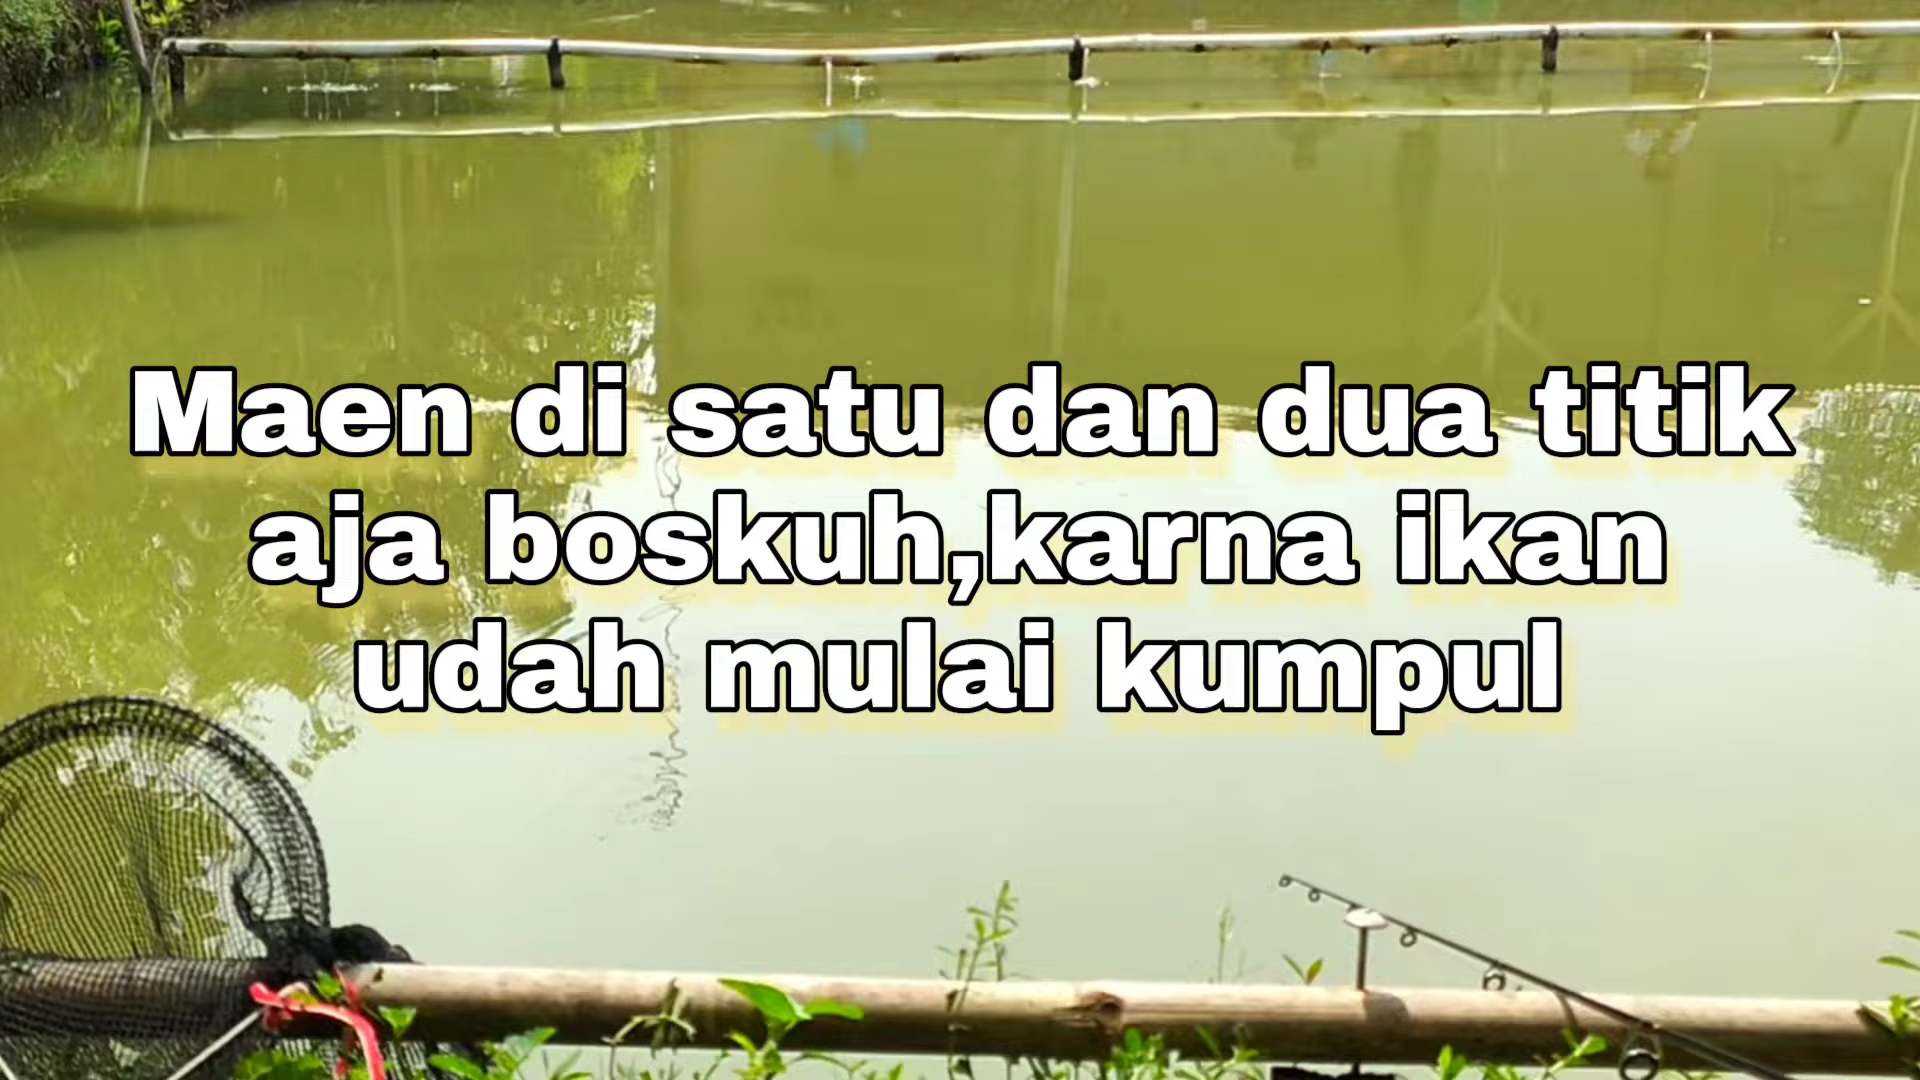 Maen di satu dan dua titik
aja boskuh,karna ikan
udah mulai kumpul